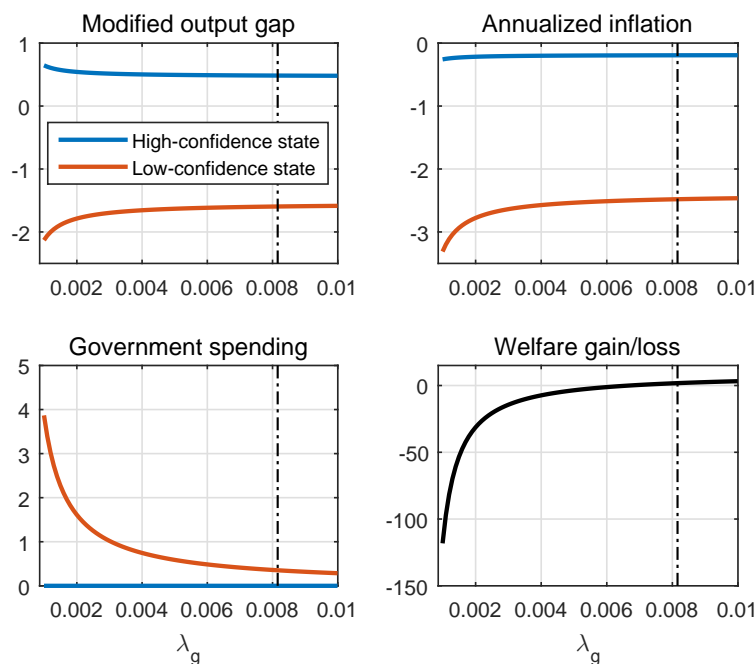 Modified output gap
1
0
-1
-2
High-confidence state
Low-confidence state
0.002 0.004 0.006 0.008 0.01
Annualized inflation
0
-1
-2
-3
0.002 0.004 0.006 0.008 0.01
Government spending
5
4
3
2
1
0
0.002 0.004 0.006 0.008 0.01
λg
Welfare gain/loss
0
-50
-100
-150
0.002 0.004 0.006 0.008 0.01
λg